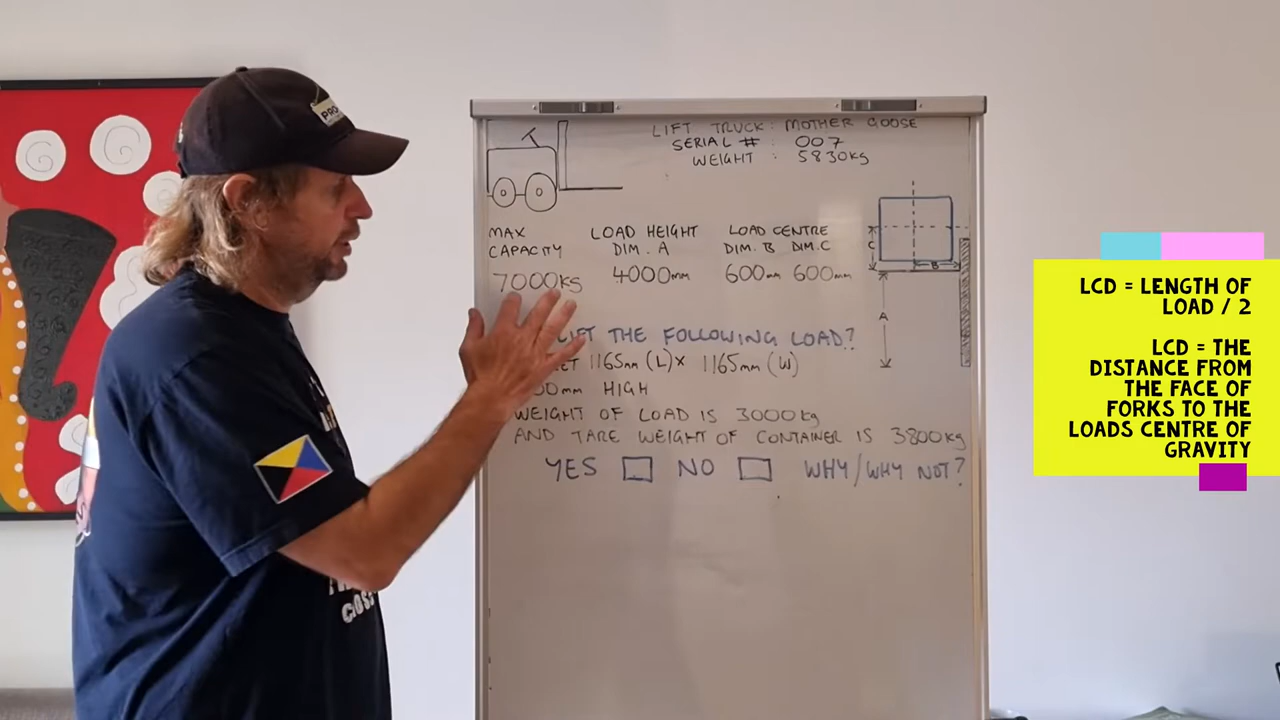 LIFT TRUCK : MOTHER GOOSE
SERIAL # : 007
WEIGHT : 5830kg
MAX CAPACITY
LOAD HEIGHT DIM. A
LOAD CENTRE DIM. B DIM. C
7000KG 4000mm 600mm 600mm
C
B
A
LIFT THE FOLLOWING LOAD?
1165mm (L) x 1165mm (W)
HIGH
WEIGHT OF LOAD IS 3000kg
AND TARE WEIGHT OF CONTAINER IS 3800kg
YES NO WHY/WHY NOT?
LCD = LENGTH OF
LOAD / 2
LCD = THE
DISTANCE FROM
THE FACE OF
FORKS TO THE
LOADS CENTRE OF
GRAVITY